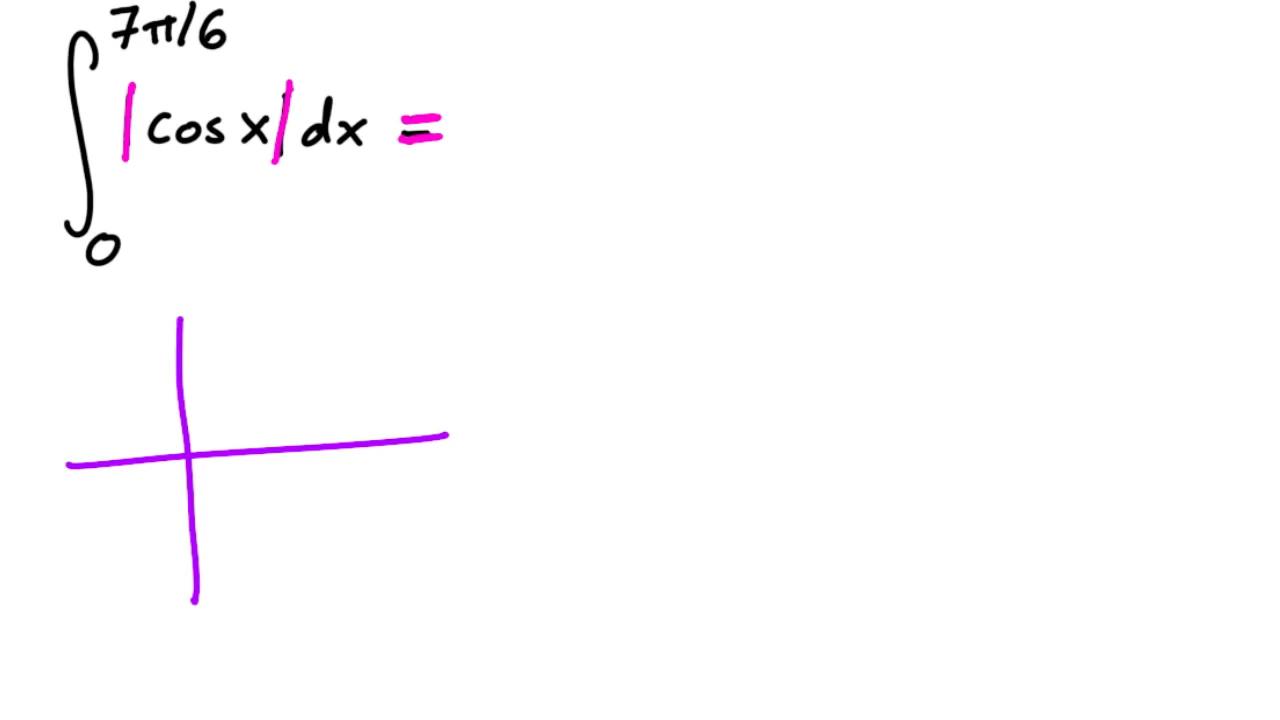 ∫₀^{7π/6} |cos x| dx =